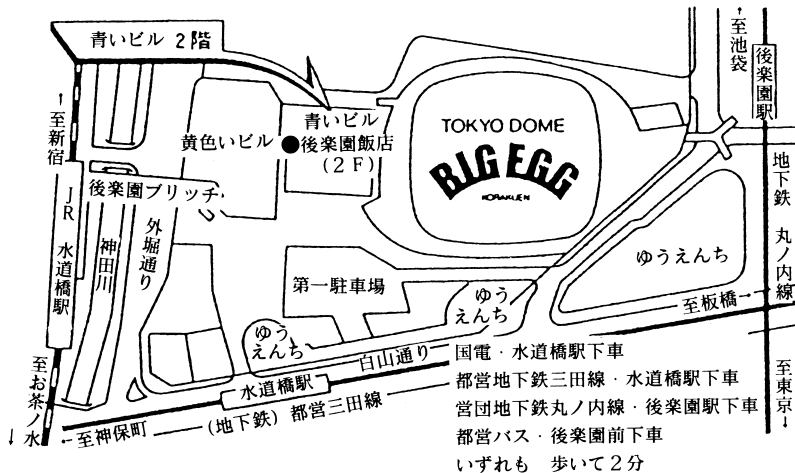 青いビル 2階
至池袋
後楽園駅
至新宿
青いビル
黄色いビル
後楽園飯店
(2F)
TOKYO DOME
BIG EGG
KORAKUEN
JR 水道橋駅
後楽園ブリッヂ
神田川
外堀通り
地下鉄 丸ノ内線
第一駐車場
ゆうえんち
ゆう
えんち
ゆう
えんち
至板橋→
白山通り
水道橋駅
(地下鉄) 都営三田線
←至神保町
至お茶ノ水
至東京
国電・水道橋駅下車
都営地下鉄三田線・水道橋駅下車
営団地下鉄丸ノ内線・後楽園駅下車
都営バス・後楽園前下車
いずれも 歩いて2分